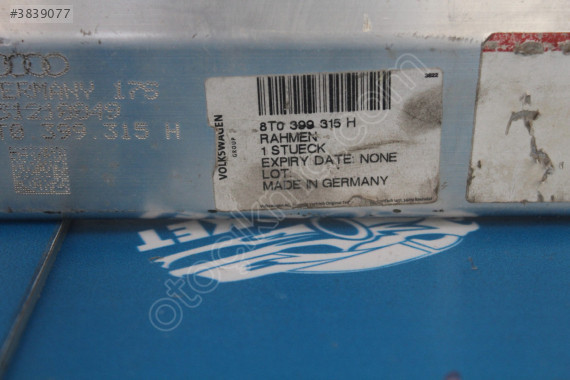 #3839077
GERMANY 175
8T0 399 315 H
VOLKSWAGEN
GROUP
8T0 399 315 H
RAHMEN
1 STUECK
EXPIRY DATE: NONE
LOT:
MADE IN GERMANY